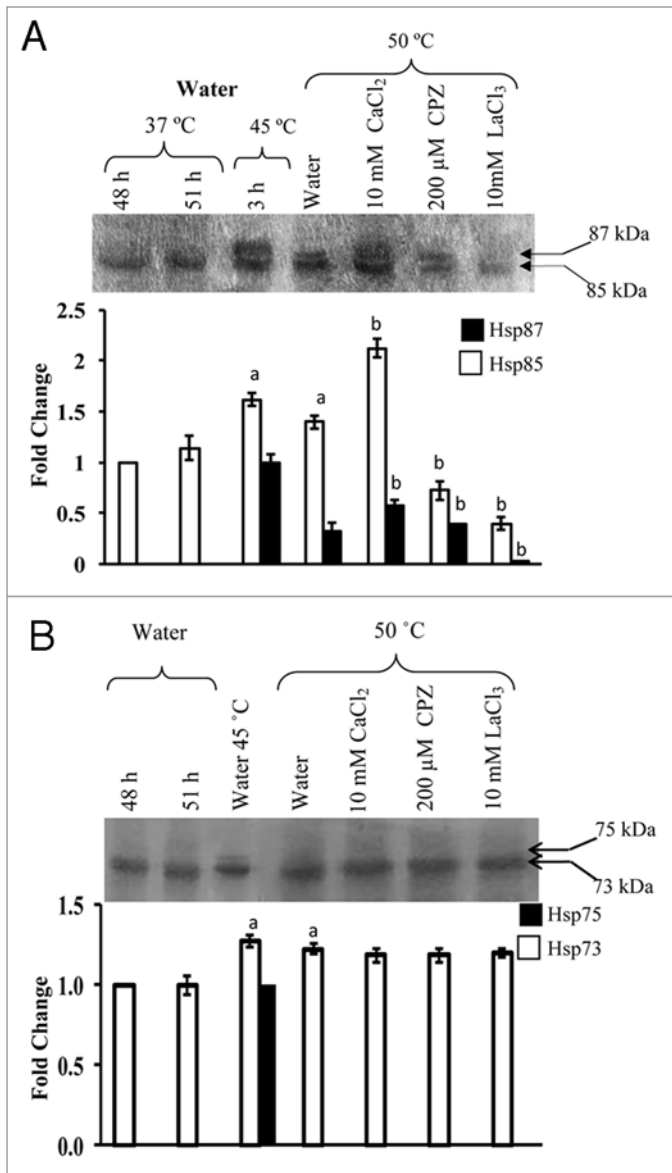 A
50 ºC
Water
37 ºC
45 ºC
48 h
51 h
3 h
Water
10 mM CaCl₂
200 µM CPZ
10mM LaCl₃
87 kDa
85 kDa
2.5
2
1.5
1
0.5
0
Fold Change
Hsp87
Hsp85
a
a
b
b
b
b
b
b
B
Water
50 ˚C
48 h
51 h
Water 45 ˚C
Water
10 mM CaCl₂
200 µM CPZ
10 mM LaCl₃
75 kDa
73 kDa
1.5
1.0
0.5
0.0
Fold Change
Hsp75
Hsp73
a
a